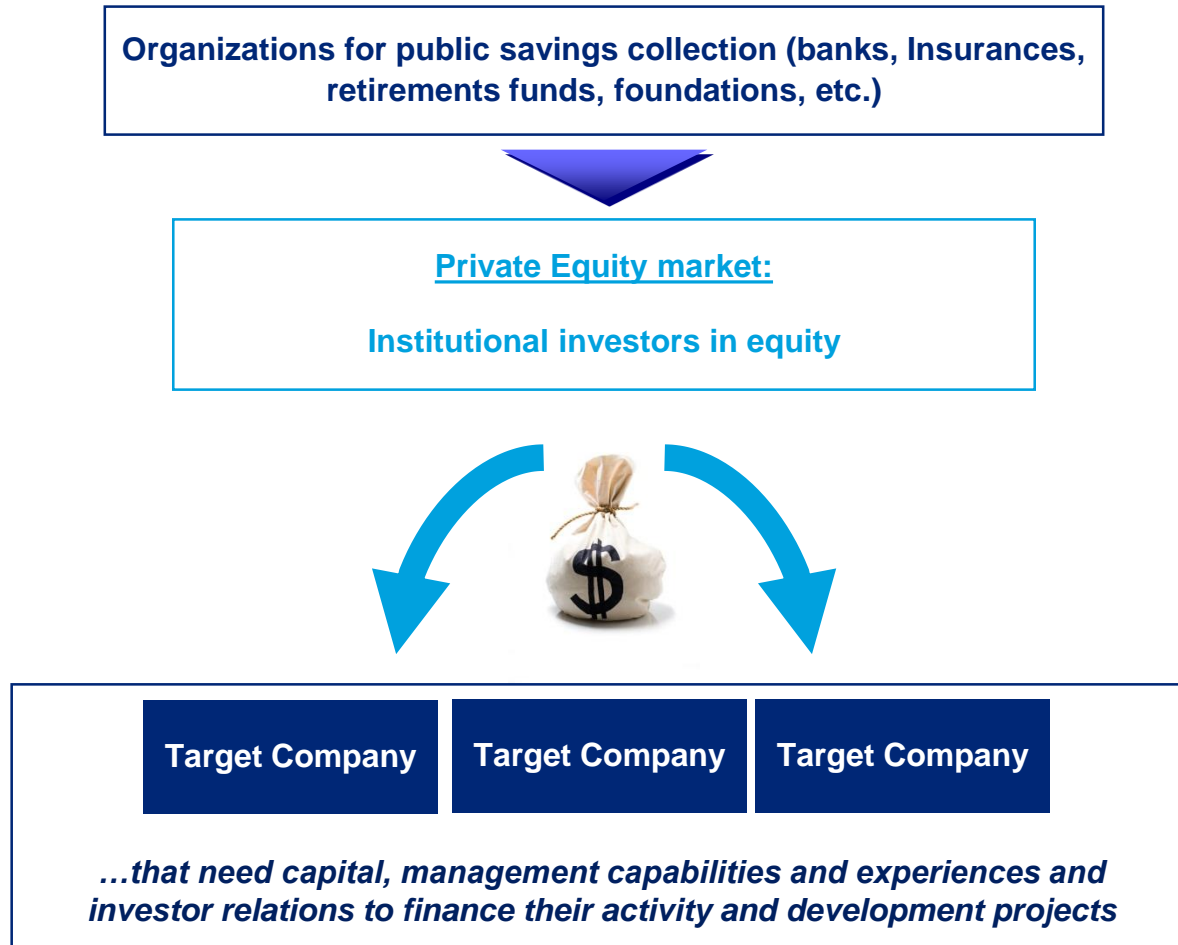 Organizations for public savings collection (banks, Insurances,
retirements funds, foundations, etc.)
Private Equity market:
Institutional investors in equity
$
Target Company
Target Company
Target Company
…that need capital, management capabilities and experiences and
investor relations to finance their activity and development projects